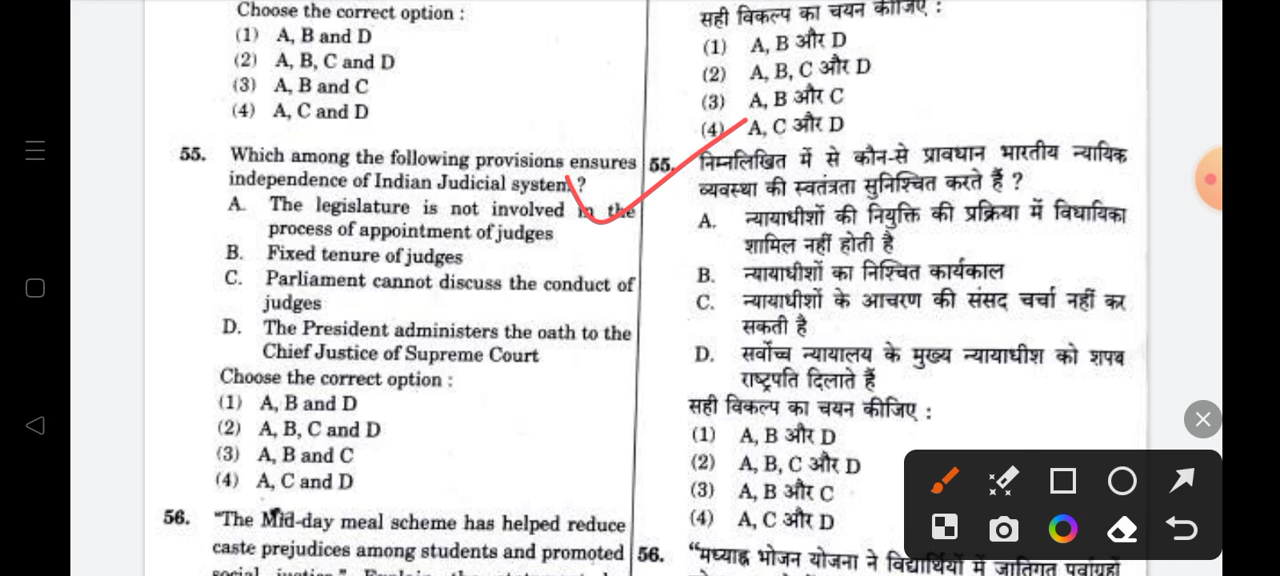 Choose the correct option :
(1) A, B and D
(2) A, B, C and D
(3) A, B and C
(4) A, C and D
55. Which among the following provisions ensures
independence of Indian Judicial system ?
A. The legislature is not involved in the
process of appointment of judges
B. Fixed tenure of judges
C. Parliament cannot discuss the conduct of
judges
D. The President administers the oath to the
Chief Justice of Supreme Court
Choose the correct option :
(1) A, B and D
(2) A, B, C and D
(3) A, B and C
(4) A, C and D
56. "The Mid-day meal scheme has helped reduce
caste prejudices among students and promoted
सही विकल्प का चयन कीजिए :
(1) A, B और D
(2) A, B, C और D
(3) A, B और C
(4) A, C और D
55. निम्नलिखित में से कौन-से प्रावधान भारतीय न्यायिक
व्यवस्था की स्वतंत्रता सुनिश्चित करते हैं ?
A. न्यायाधीशों की नियुक्ति की प्रक्रिया में विधायिका
शामिल नहीं होती है
B. न्यायाधीशों का निश्चित कार्यकाल
C. न्यायाधीशों के आचरण की संसद चर्चा नहीं कर
सकती है
D. सर्वोच्च न्यायालय के मुख्य न्यायाधीश को शपथ
राष्ट्रपति दिलाते हैं
सही विकल्प का चयन कीजिए :
(1) A, B और D
(2) A, B, C और D
(3) A, B और C
(4) A, C और D
56. "मध्याह्न भोजन योजना ने विद्यार्थियों में जातिगत पूर्वाग्रहों